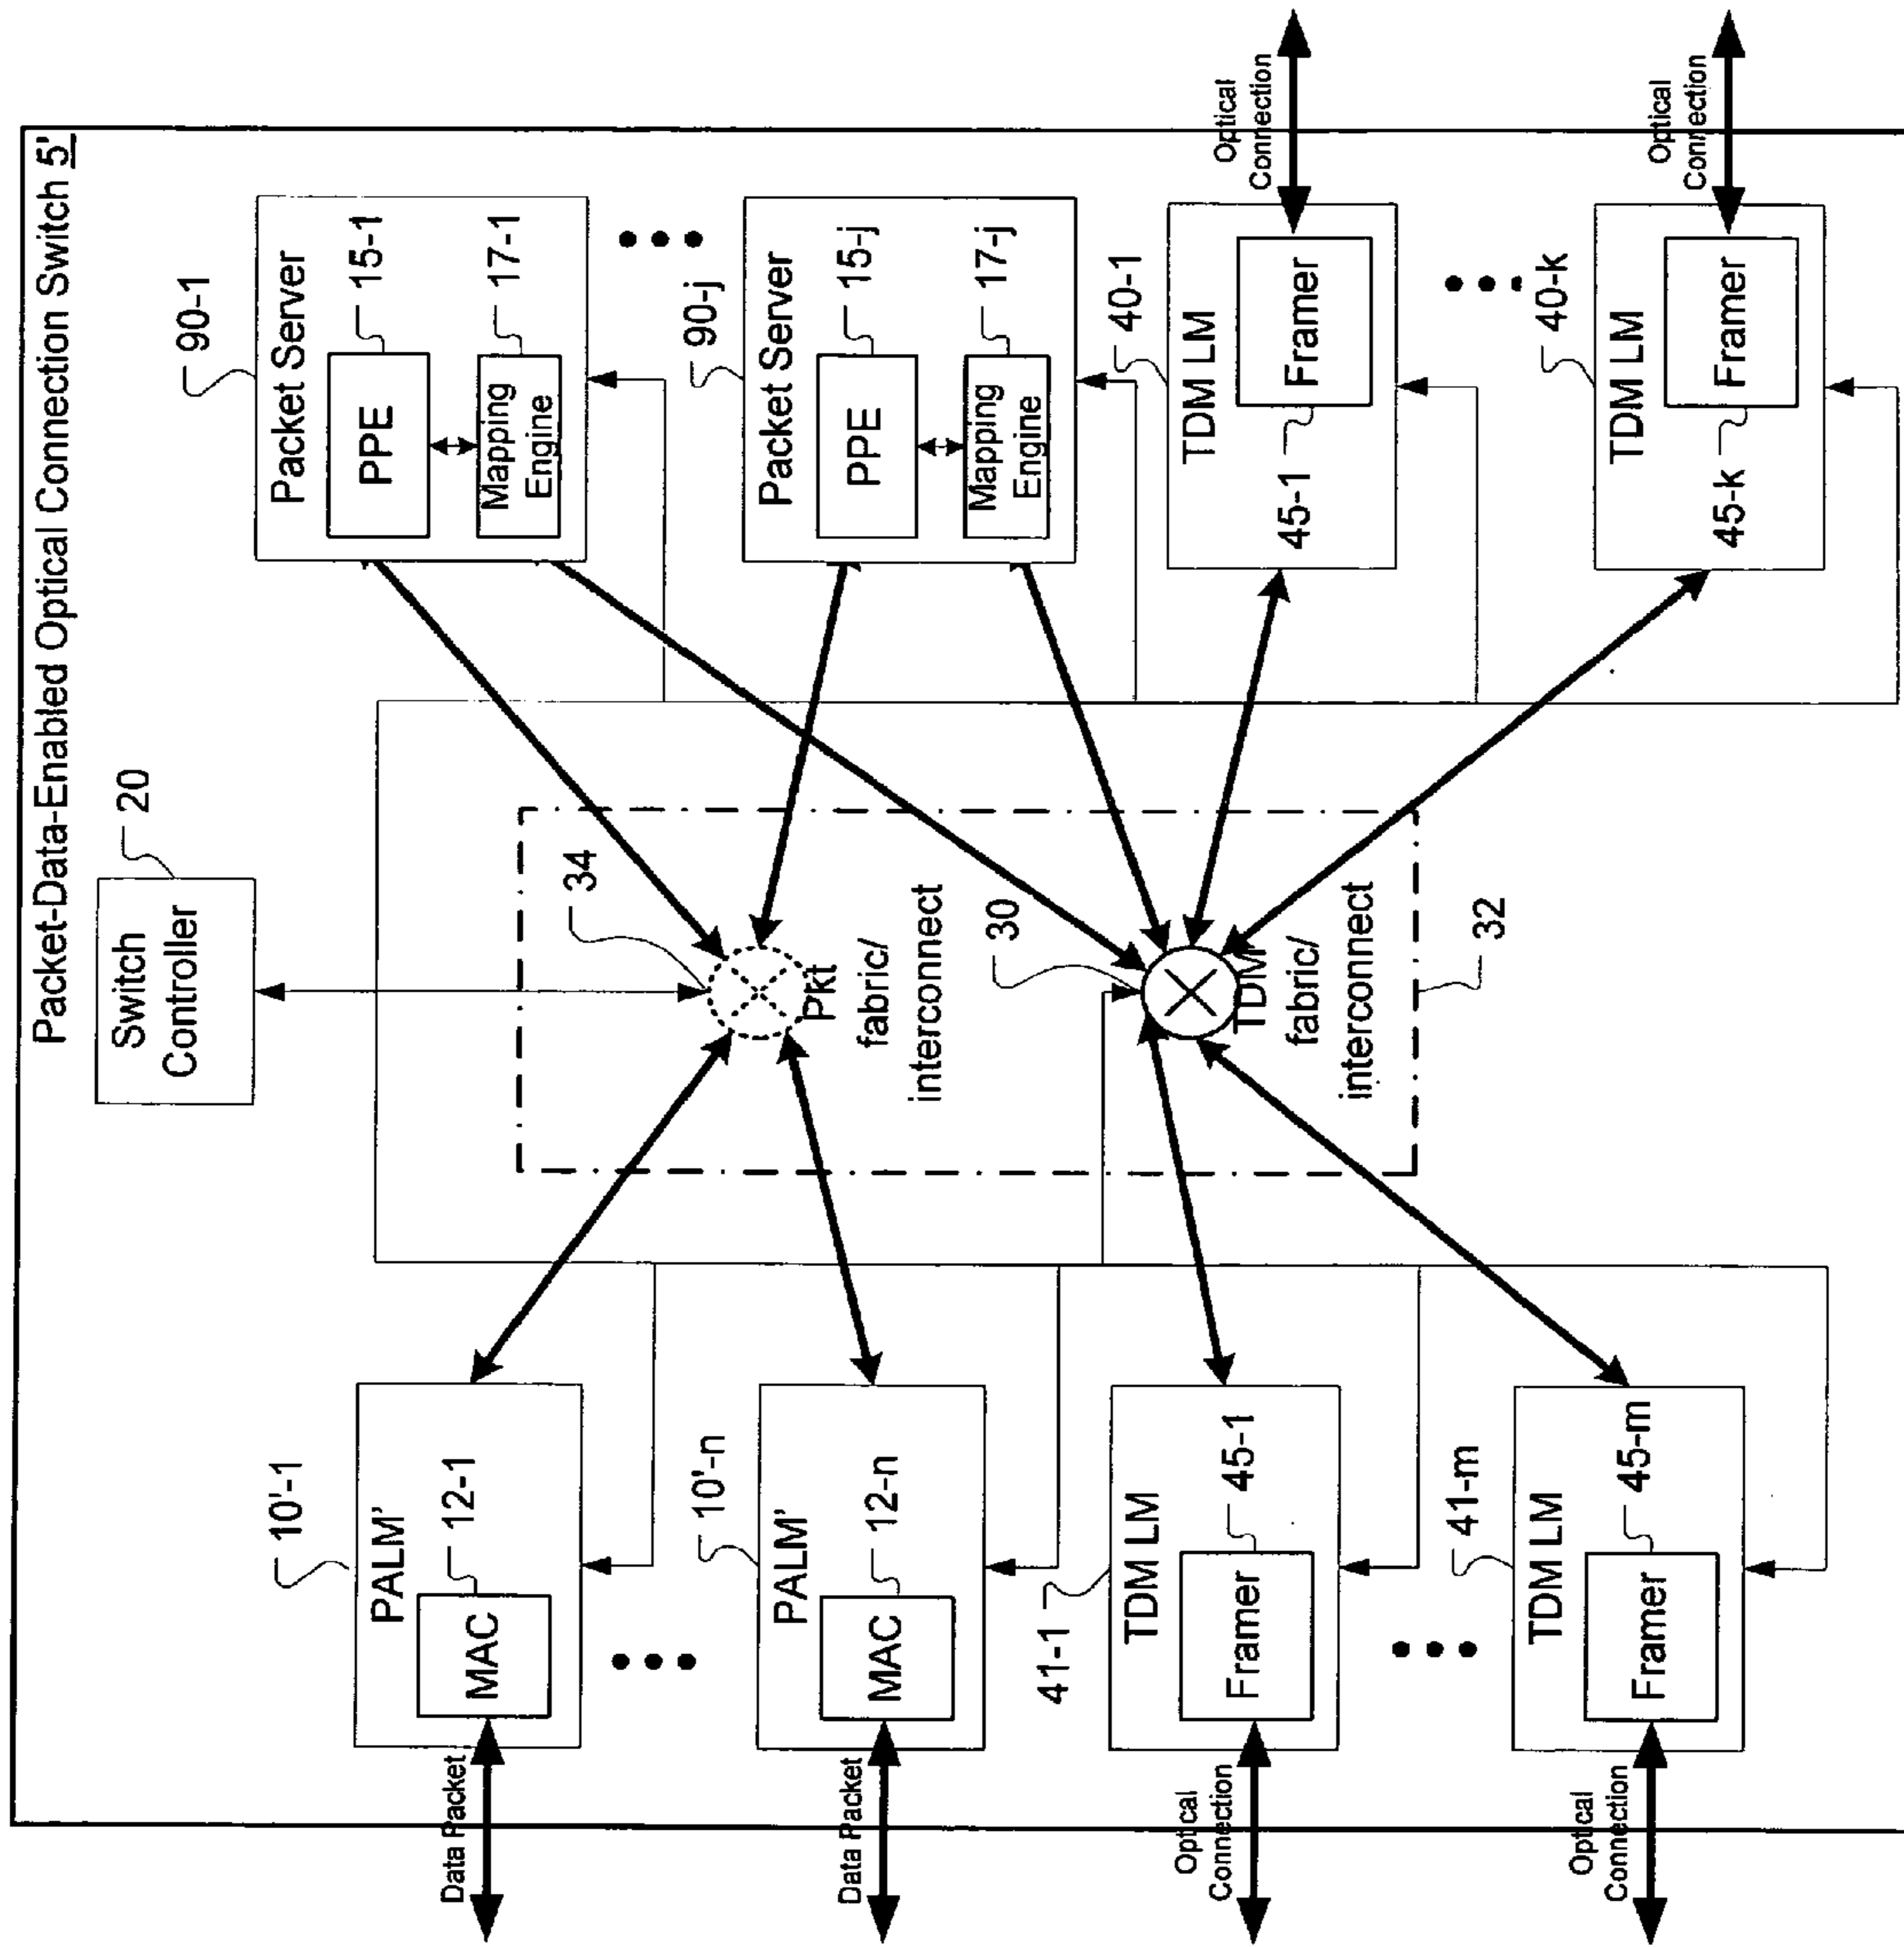 Packet-Data-Enabled Optical Connection Switch 5'
Switch
Controller
20
10'-1
PALM'
12-1
MAC
Data Packet
10'-n
PALM'
12-n
MAC
Data Packet
41-1
TDM LM
45-1
Framer
Optical
Connection
41-m
TDM LM
45-m
Framer
Optical
Connection
34
Pkt
fabric/
interconnect
30
TDM
fabric/
interconnect
32
90-1
Packet Server
PPE
15-1
Mapping
Engine
17-1
90-j
Packet Server
PPE
15-j
Mapping
Engine
17-j
40-1
TDM LM
45-1
Framer
Optical
Connection
40-k
TDM LM
45-k
Framer
Optical
Connection